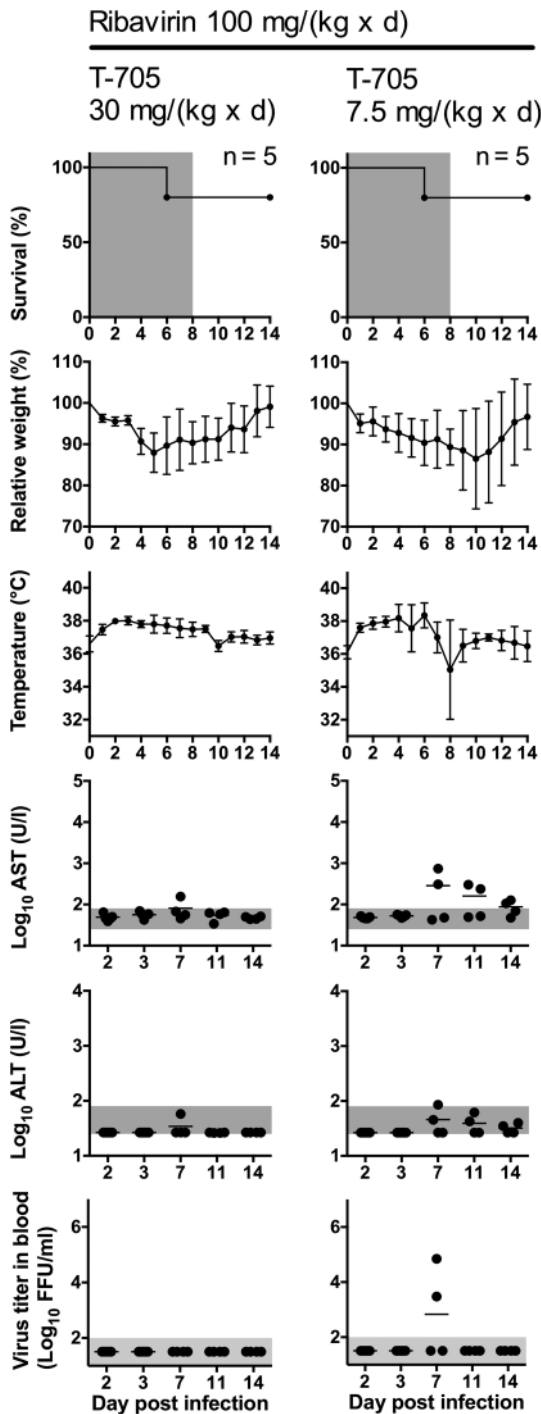 Ribavirin 100 mg/(kg x d)
T-705
30 mg/(kg x d)
T-705
7.5 mg/(kg x d)
Survival (%)
100
50
0
n = 5
0 2 4 6 8 10 12 14
100
50
0
n = 5
0 2 4 6 8 10 12 14
Relative weight (%)
110
100
90
80
70
0 2 4 6 8 10 12 14
110
100
90
80
70
0 2 4 6 8 10 12 14
Temperature (°C)
38
36
34
32
0 2 4 6 8 10 12 14
38
36
34
32
0 2 4 6 8 10 12 14
Log10 AST (U/l)
5
4
3
2
1
2 3 7 11 14
5
4
3
2
1
2 3 7 11 14
Log10 ALT (U/l)
4
3
2
1
2 3 7 11 14
4
3
2
1
2 3 7 11 14
Virus titer in blood
(Log10 FFU/ml)
6
4
2
2 3 7 11 14
Day post infection
6
4
2
2 3 7 11 14
Day post infection